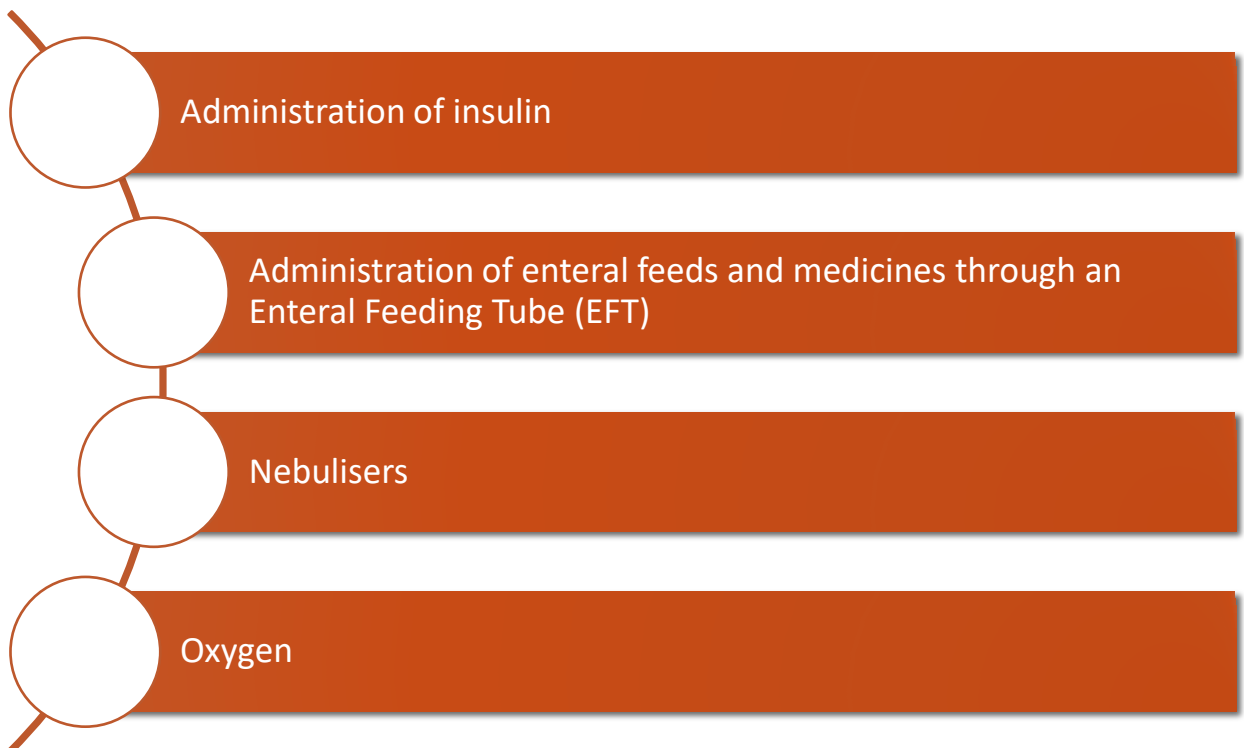 Administration of insulin
Administration of enteral feeds and medicines through an
Enteral Feeding Tube (EFT)
Nebulisers
Oxygen